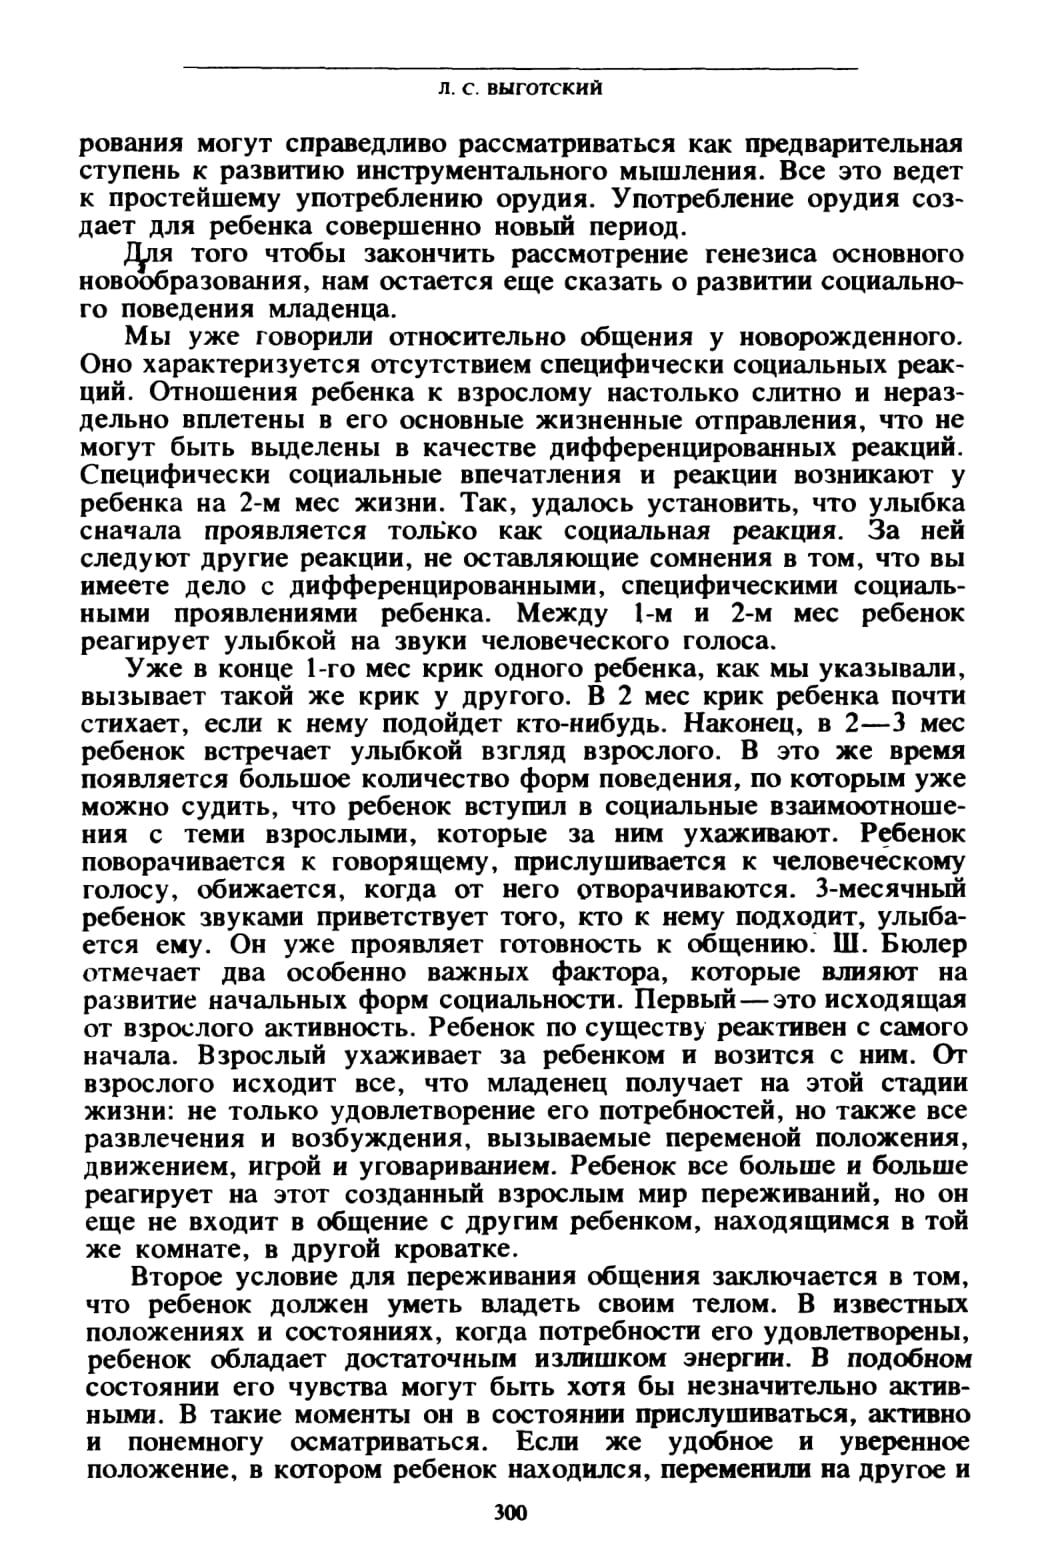 Л. С. ВЫГОТСКИЙ
рования могут справедливо рассматриваться как предварительная
ступень к развитию инструментального мышления. Все это ведет
к простейшему употреблению орудия. Употребление орудия соз-
дает для ребенка совершенно новый период.
Для того чтобы закончить рассмотрение генезиса основного
новообразования, нам остается еще сказать о развитии социально-
го поведения младенца.
Мы уже говорили относительно общения у новорожденного.
Оно характеризуется отсутствием специфически социальных реак-
ций. Отношения ребенка к взрослому настолько слитно и нераз-
дельно вплетены в его основные жизненные отправления, что не
могут быть выделены в качестве дифференцированных реакций.
Специфически социальные впечатления и реакции возникают у
ребенка на 2-м мес жизни. Так, удалось установить, что улыбка
сначала проявляется только как социальная реакция. За ней
следуют другие реакции, не оставляющие сомнения в том, что вы
имеете дело с дифференцированными, специфическими социаль-
ными проявлениями ребенка. Между 1-м и 2-м мес ребенок
реагирует улыбкой на звуки человеческого голоса.
Уже в конце 1-го мес крик одного ребенка, как мы указывали,
вызывает такой же крик у другого. В 2 мес крик ребенка почти
стихает, если к нему подойдет кто-нибудь. Наконец, в 2—3 мес
ребенок встречает улыбкой взгляд взрослого. В это же время
появляется большое количество форм поведения, по которым уже
можно судить, что ребенок вступил в социальные взаимоотноше-
ния с теми взрослыми, которые за ним ухаживают. Ребенок
поворачивается к говорящему, прислушивается к человеческому
голосу, обижается, когда от него отворачиваются. 3-месячный
ребенок звуками приветствует того, кто к нему подходит, улыба-
ется ему. Он уже проявляет готовность к общению. Ш. Бюлер
отмечает два особенно важных фактора, которые влияют на
развитие начальных форм социальности. Первый—это исходящая
от взрослого активность. Ребенок по существу реактивен с самого
начала. Взрослый ухаживает за ребенком и возится с ним. От
взрослого исходит все, что младенец получает на этой стадии
жизни: не только удовлетворение его потребностей, но также все
развлечения и возбуждения, вызываемые переменой положения,
движением, игрой и уговариванием. Ребенок все больше и больше
реагирует на этот созданный взрослым мир переживаний, но он
еще не входит в общение с другим ребенком, находящимся в той
же комнате, в другой кроватке.
Второе условие для переживания общения заключается в том,
что ребенок должен уметь владеть своим телом. В известных
положениях и состояниях, когда потребности его удовлетворены,
ребенок обладает достаточным излишком энергии. В подобном
состоянии его чувства могут быть хотя бы незначительно актив-
ными. В такие моменты он в состоянии прислушиваться, активно
и понемногу осматриваться. Если же удобное и уверенное
положение, в котором ребенок находился, переменили на другое и
300